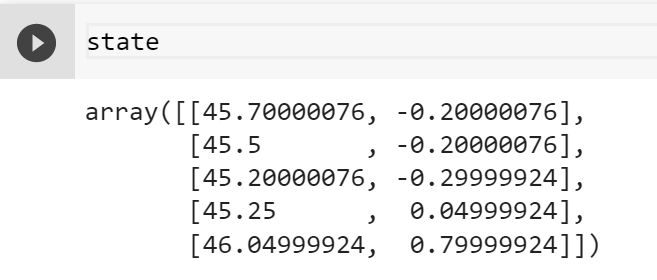 state
array([[45.70000076, -0.20000076],
       [45.5       , -0.20000076],
       [45.20000076, -0.29999924],
       [45.25      ,  0.04999924],
       [46.04999924,  0.79999924]])